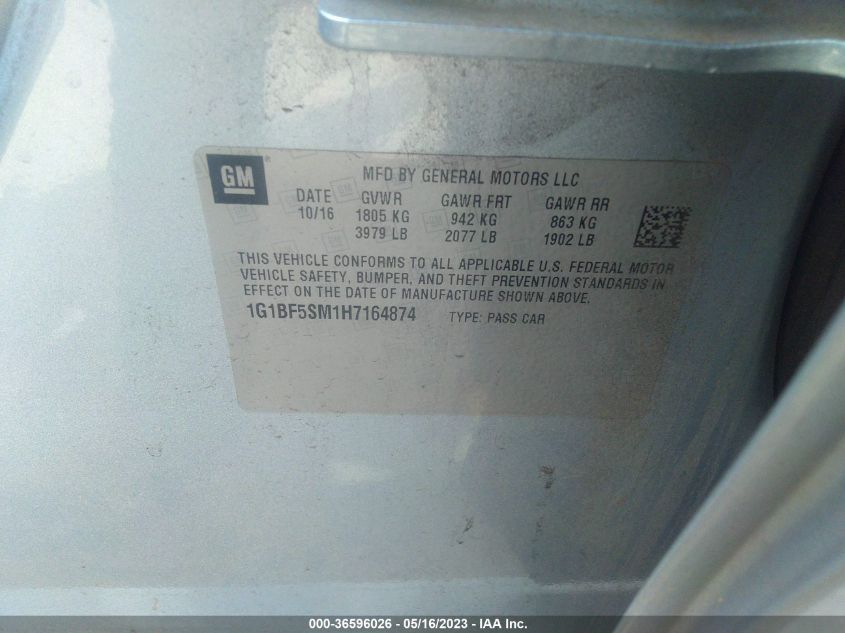 GM
MFD BY GENERAL MOTORS LLC
DATE GVWR GAWR FRT GAWR RR
10/16 1805 KG 942 KG 863 KG
3979 LB 2077 LB 1902 LB
THIS VEHICLE CONFORMS TO ALL APPLICABLE U.S. FEDERAL MOTOR
VEHICLE SAFETY, BUMPER, AND THEFT PREVENTION STANDARDS IN
EFFECT ON THE DATE OF MANUFACTURE SHOWN ABOVE.
1G1BF5SM1H7164874 TYPE: PASS CAR
000-36596026 - 05/16/2023 - IAA Inc.